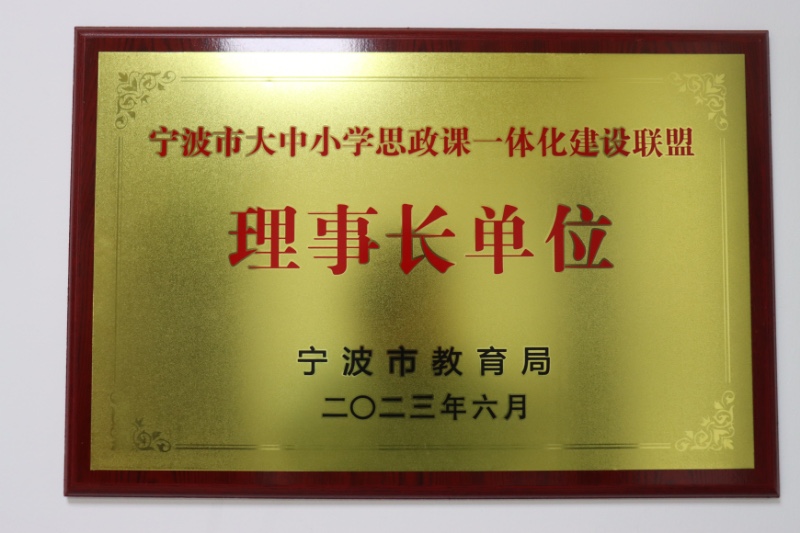 宁波市大中小学思政课一体化建设联盟
理事长单位
宁波市教育局
二〇二三年六月